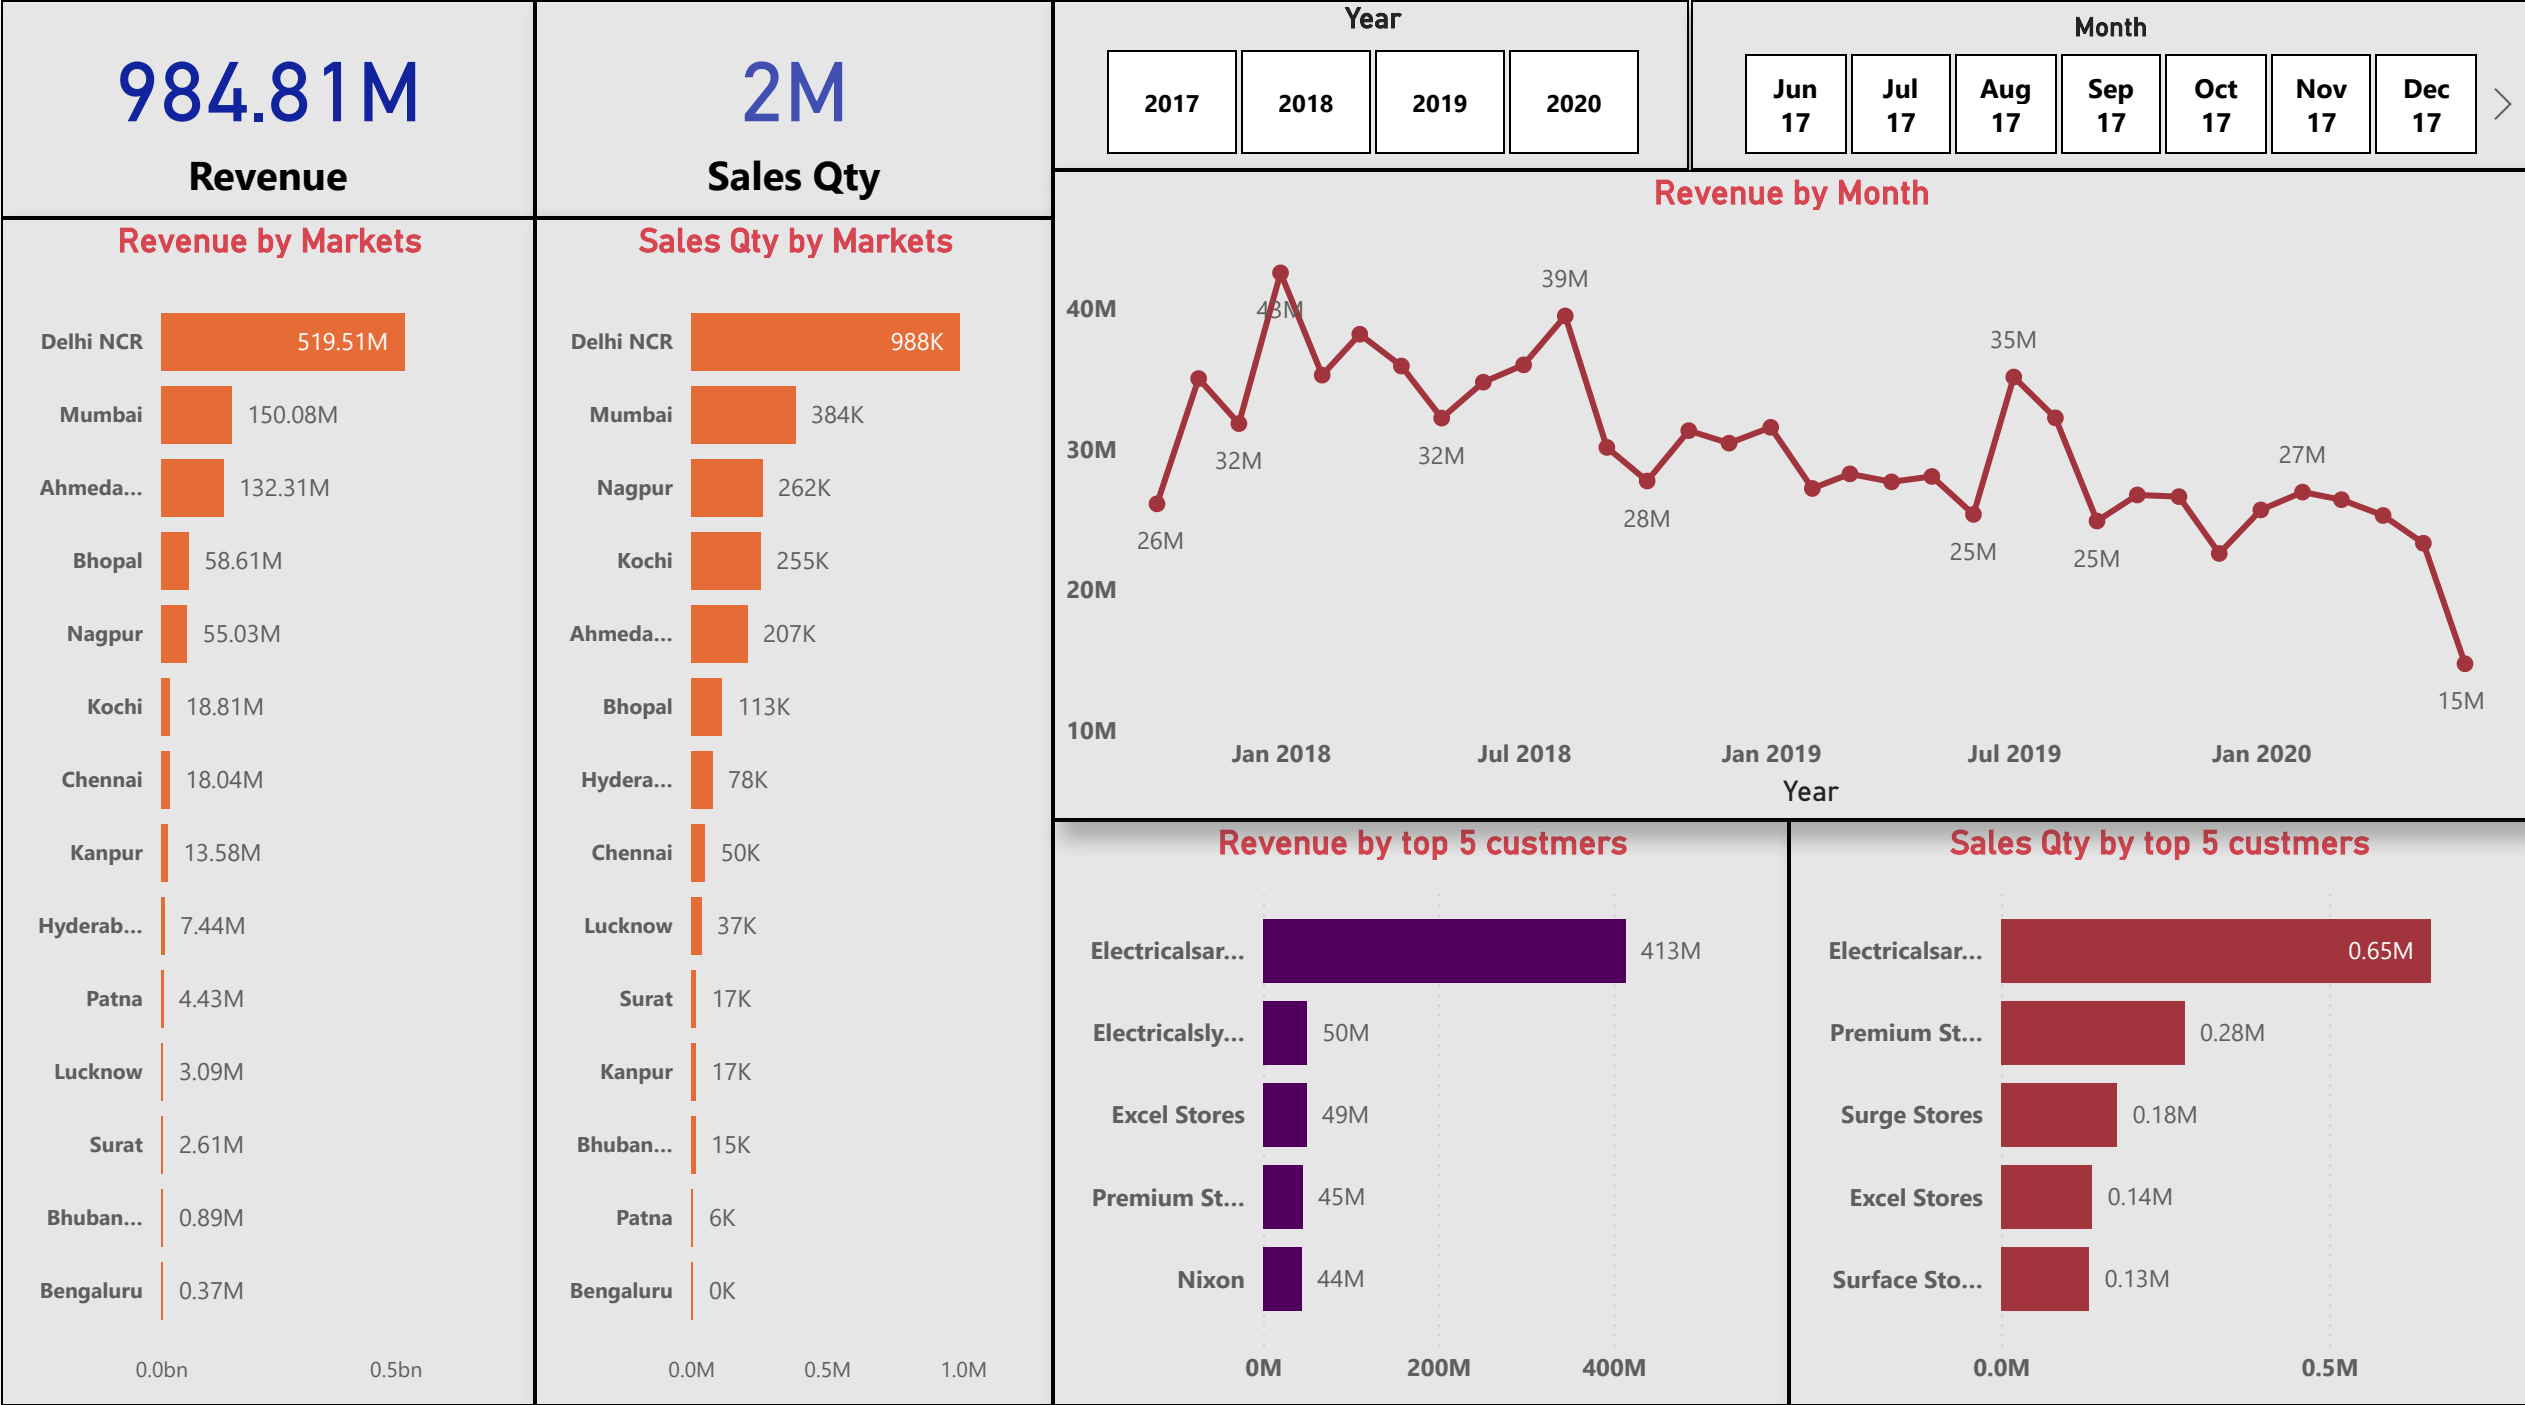 984.81M
Revenue
2M
Sales Qty
Year
2017
2018
2019
2020
Month
Jun
17
Jul
17
Aug
17
Sep
17
Oct
17
Nov
17
Dec
17
Revenue by Markets
Delhi NCR 519.51M
Mumbai 150.08M
Ahmeda... 132.31M
Bhopal 58.61M
Nagpur 55.03M
Kochi 18.81M
Chennai 18.04M
Kanpur 13.58M
Hyderab... 7.44M
Patna 4.43M
Lucknow 3.09M
Surat 2.61M
Bhuban... 0.89M
Bengaluru 0.37M
0.0bn 0.5bn
Sales Qty by Markets
Delhi NCR 988K
Mumbai 384K
Nagpur 262K
Kochi 255K
Ahmeda... 207K
Bhopal 113K
Hydera... 78K
Chennai 50K
Lucknow 37K
Surat 17K
Kanpur 17K
Bhuban... 15K
Patna 6K
Bengaluru 0K
0.0M 0.5M 1.0M
Revenue by Month
40M
30M
20M
10M
26M
32M
43M
32M
39M
28M
25M
35M
25M
27M
15M
Jan 2018 Jul 2018 Jan 2019 Jul 2019 Jan 2020
Year
Revenue by top 5 custmers
Electricalsar... 413M
Electricalsly... 50M
Excel Stores 49M
Premium St... 45M
Nixon 44M
0M 200M 400M
Sales Qty by top 5 custmers
Electricalsar... 0.65M
Premium St... 0.28M
Surge Stores 0.18M
Excel Stores 0.14M
Surface Sto... 0.13M
0.0M 0.5M